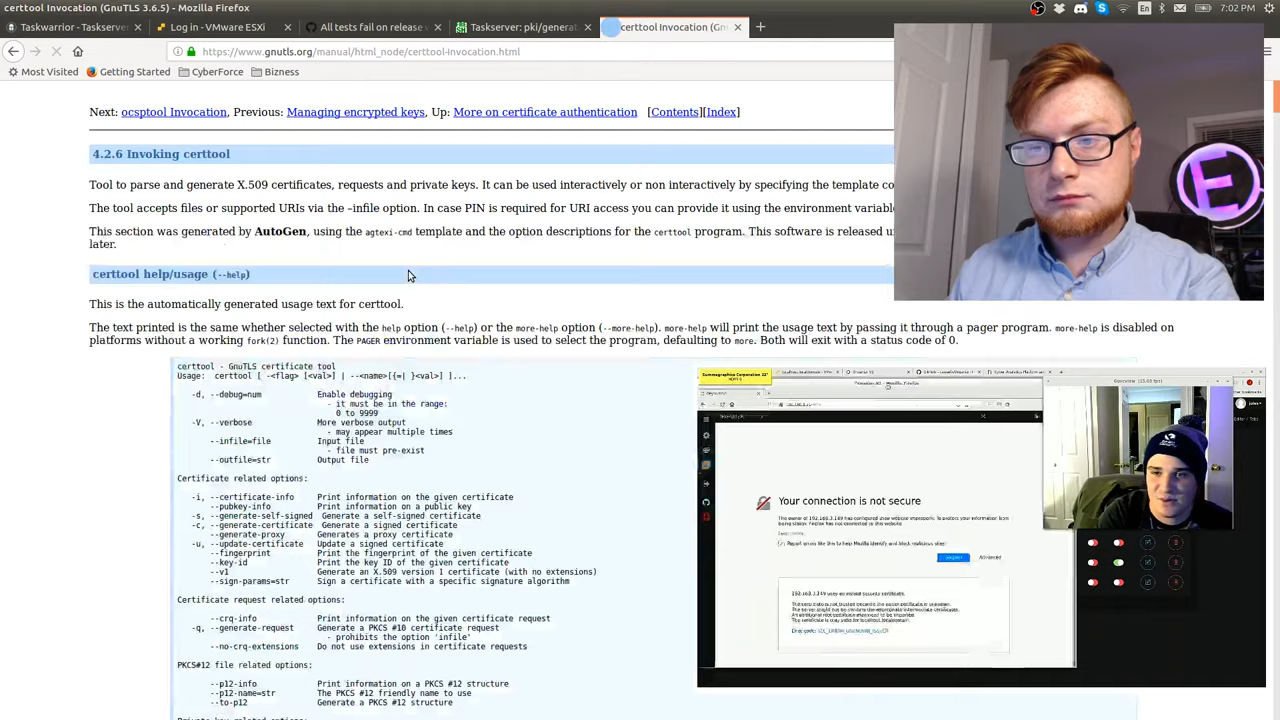 certtool Invocation (GnuTLS 3.6.5) - Mozilla Firefox
7:02 PM
Taskwarrior - Taskserver
Log in - VMware ESXi
All tests fail on release v
Taskserver: pki/generat
certtool Invocation (Gn
https://www.gnutls.org/manual/html_node/certtool-Invocation.html
Most Visited
Getting Started
CyberForce
Bizness
Next: ocsptool Invocation, Previous: Managing encrypted keys, Up: More on certificate authentication [Contents][Index]
4.2.6 Invoking certtool
Tool to parse and generate X.509 certificates, requests and private keys. It can be used interactively or non interactively by specifying the template co
The tool accepts files or supported URIs via the –infile option. In case PIN is required for URI access you can provide it using the environment variabl
This section was generated by AutoGen, using the agtexi-cmd template and the option descriptions for the certtool program. This software is released u
later.
certtool help/usage (--help)
This is the automatically generated usage text for certtool.
The text printed is the same whether selected with the help option (--help) or the more-help option (--more-help). more-help will print the usage text by passing it through a pager program. more-help is disabled on
platforms without a working fork(2) function. The PAGER environment variable is used to select the program, defaulting to more. Both will exit with a status code of 0.
certtool - GnuTLS certificate tool
Usage: certtool [ -<flag> [<val>] | --<name>[{=| }<val>] ]...
-d, --debug=num Enable debugging
- it must be in the range:
0 to 9999
-V, --verbose More verbose output
- may appear multiple times
--infile=file Input file
- file must pre-exist
--outfile=str Output file
Certificate related options:
-i, --certificate-info Print information on the given certificate
--pubkey-info Print information on a public key
-s, --generate-self-signed Generate a self-signed certificate
-c, --generate-certificate Generate a signed certificate
--generate-proxy Generates a proxy certificate
-u, --update-certificate Update a signed certificate
--fingerprint Print the fingerprint of the given certificate
--key-id Print the key ID of the given certificate
--v1 Generate an X.509 version 1 certificate (with no extensions)
--sign-params=str Sign a certificate with a specific signature algorithm
Certificate request related options:
--crq-info Print information on the given certificate request
-q, --generate-request Generate a PKCS #10 certificate request
- prohibits the option 'infile'
--no-crq-extensions Do not use extensions in certificate requests
PKCS#12 file related options:
--p12-info Print information on a PKCS #12 structure
--p12-name=str The PKCS #12 friendly name to use
--to-p12 Generate a PKCS #12 structure
Your connection is not secure
Advanced